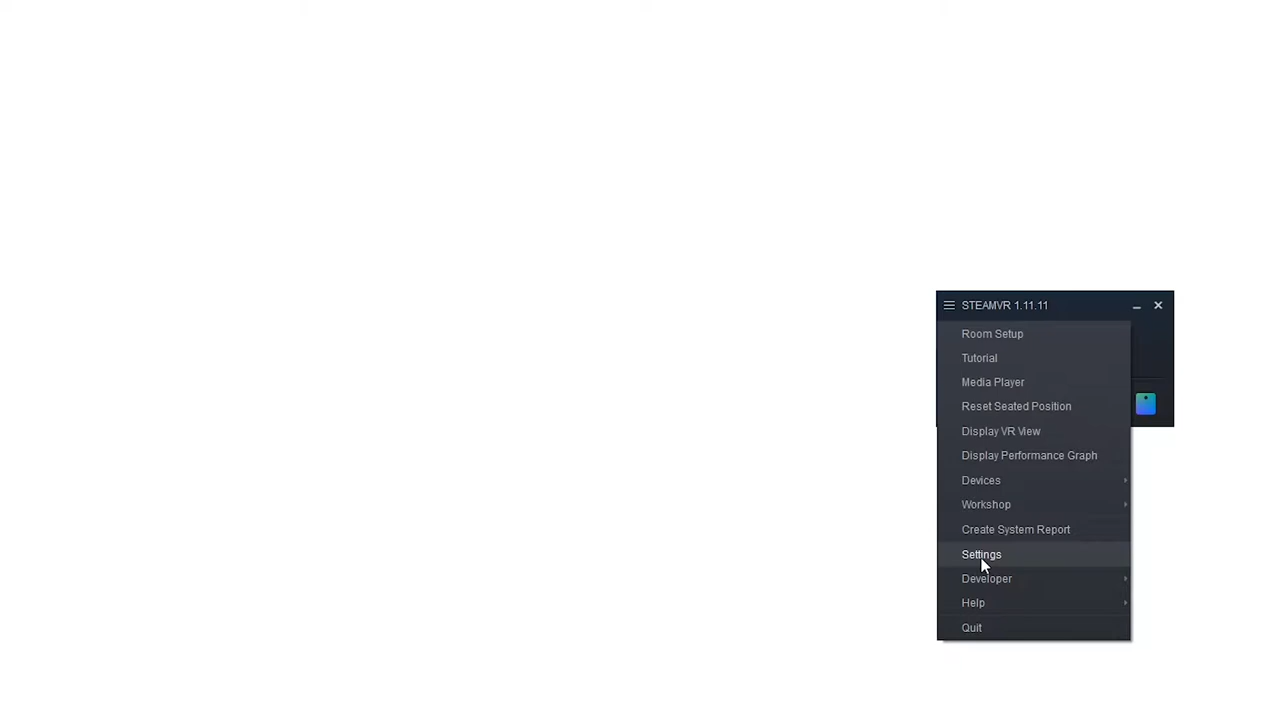 STEAMVR 1.11.11
Room Setup
Tutorial
Media Player
Reset Seated Position
Display VR View
Display Performance Graph
Devices
Workshop
Create System Report
Settings
Developer
Help
Quit